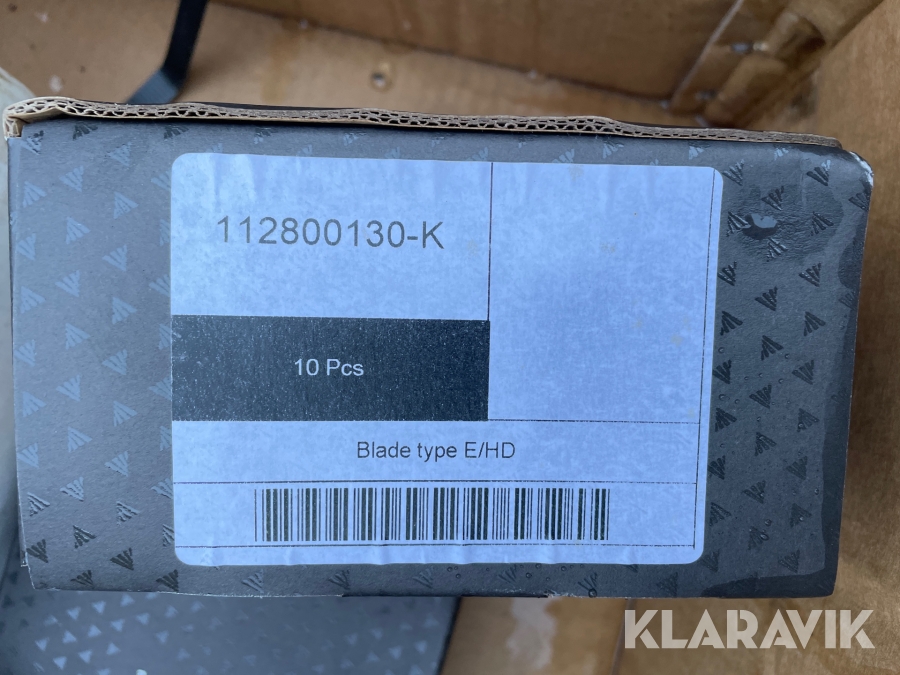 112800130-K
10 Pcs
Blade type E/HD
KLARAVIK